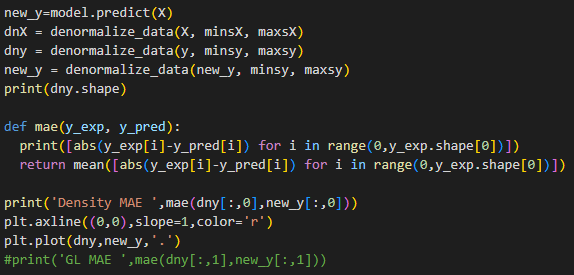 new_y=model.predict(X)
dnX = denormalize_data(X, minsX, maxsX)
dny = denormalize_data(y, minsy, maxsy)
new_y = denormalize_data(new_y, minsy, maxsy)
print(dny.shape)
def mae(y_exp, y_pred):
  print([abs(y_exp[i]-y_pred[i]) for i in range(0,y_exp.shape[0])])
  return mean([abs(y_exp[i]-y_pred[i]) for i in range(0,y_exp.shape[0])])
print('Density MAE ',mae(dny[:,0],new_y[:,0]))
plt.axline((0,0),slope=1,color='r')
plt.plot(dny,new_y,'.')
#print('GL MAE ',mae(dny[:,1],new_y[:,1]))